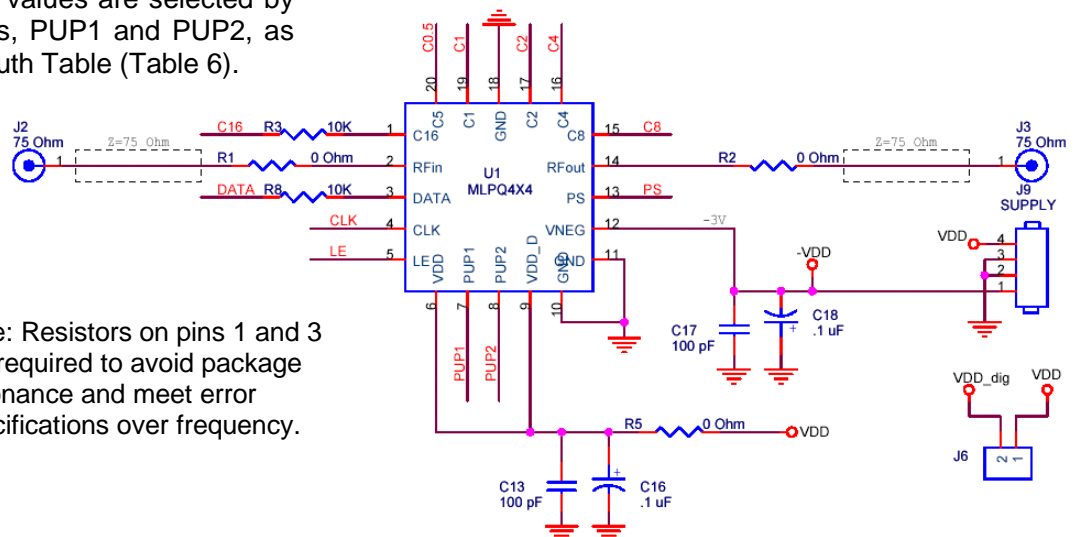 values are selected by
s, PUP1 and PUP2, as
uth Table (Table 6).
C0.5
C1
C2
C4
20
19
18
17
16
C5
C1
GND
C2
C4
J2
75 Ohm
1
Z=75 Ohm
C16
R3
10K
1
C16
R1
0 Ohm
2
RFin
DATA
R8
10K
3
DATA
CLK
4
CLK
LE
5
LE
U1
MLPQ4X4
C8
15
C8
RFout
14
R2
0 Ohm
Z=75 Ohm
1
J3
75 Ohm
PS
13
PS
VNEG
12
-3V
GND
11
VDD
PUP1
PUP2
VDD_D
GND
6
7
8
9
10
PUP1
PUP2
J9
SUPPLY
VDD
4
3
2
1
-VDD
C17
100 pF
C18
.1 uF
+
e: Resistors on pins 1 and 3
required to avoid package
onance and meet error
cifications over frequency.
R5
0 Ohm
VDD
C13
100 pF
+
C16
.1 uF
VDD_dig
VDD
J6
2
1